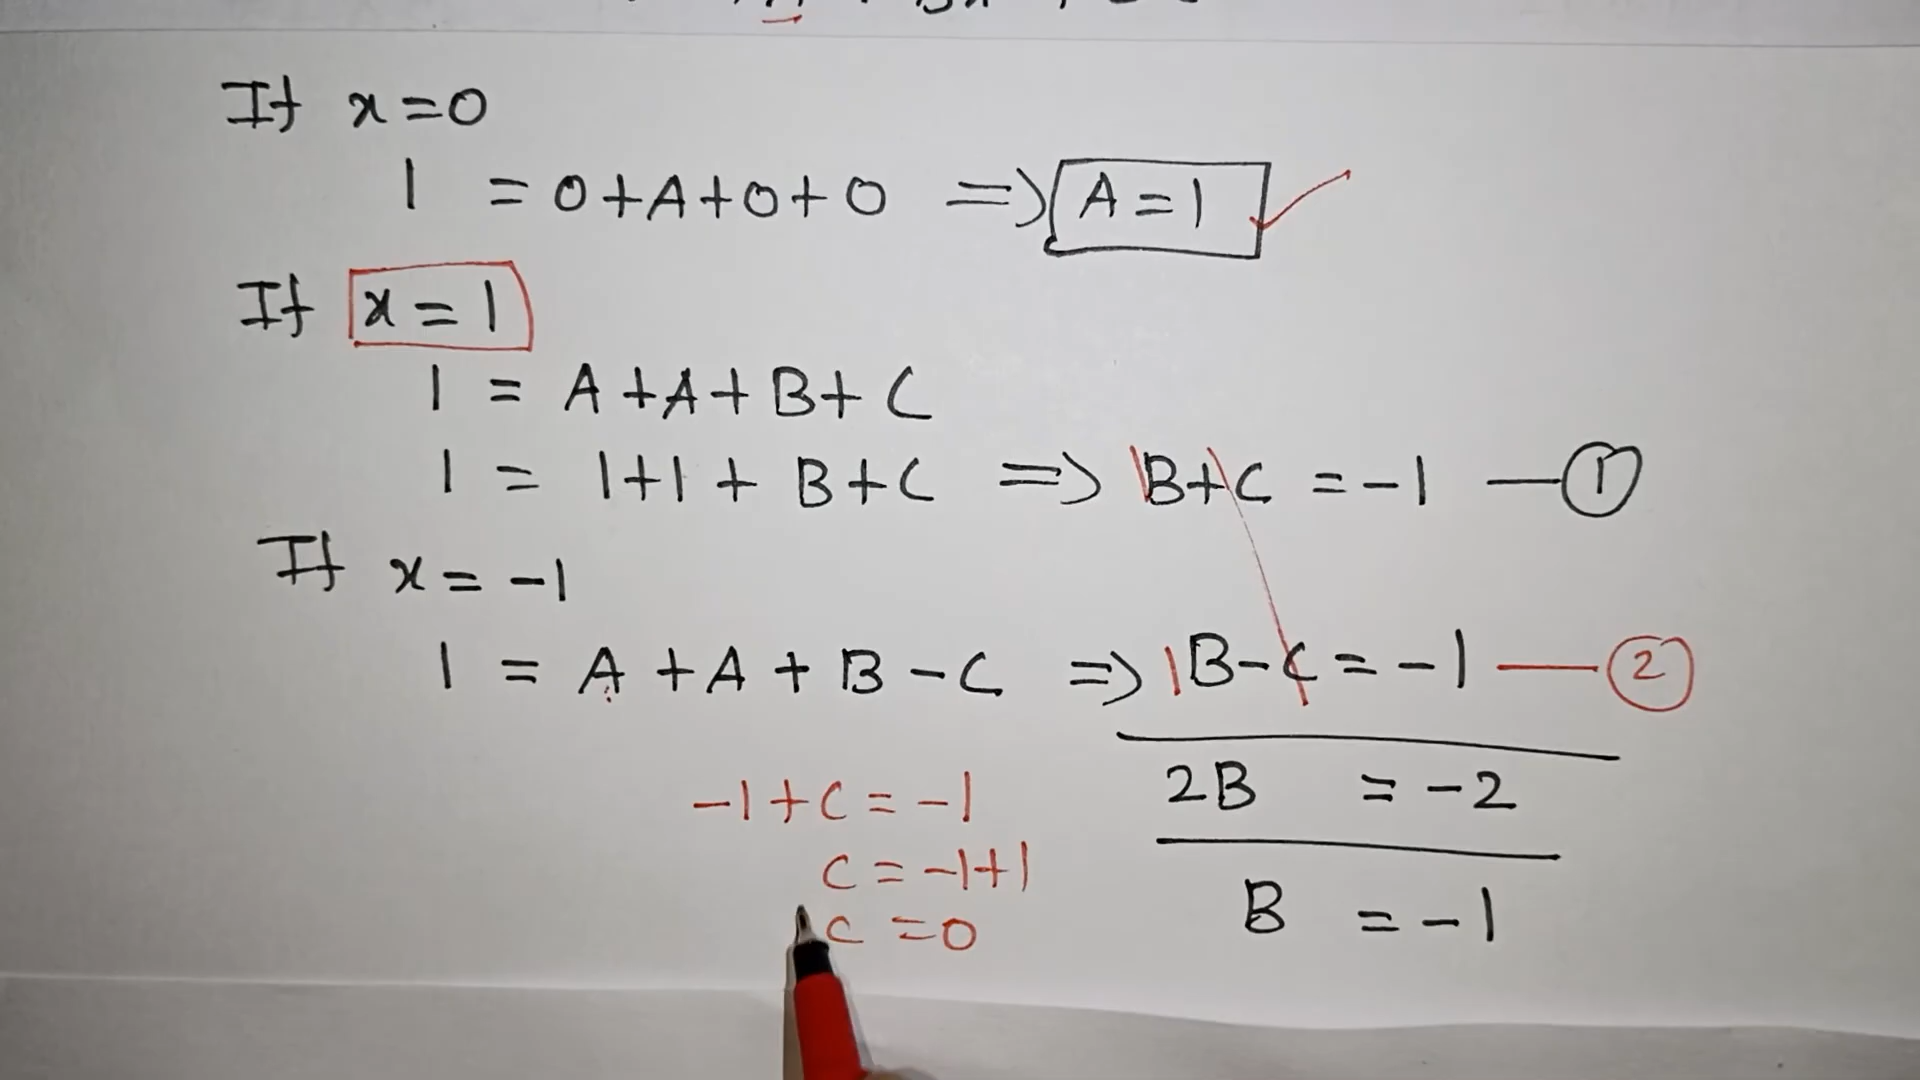 If x=0
1 = 0+A+0+0 => A=1 ✓
If x=1
1 = A+A+B+C
1 = 1+1+B+C => B+C = -1 — ①
If x = -1
1 = A+A+B-C => B-C = -1 — ②
-1+C = -1
2B = -2
C = -1+1
B = -1
C = 0